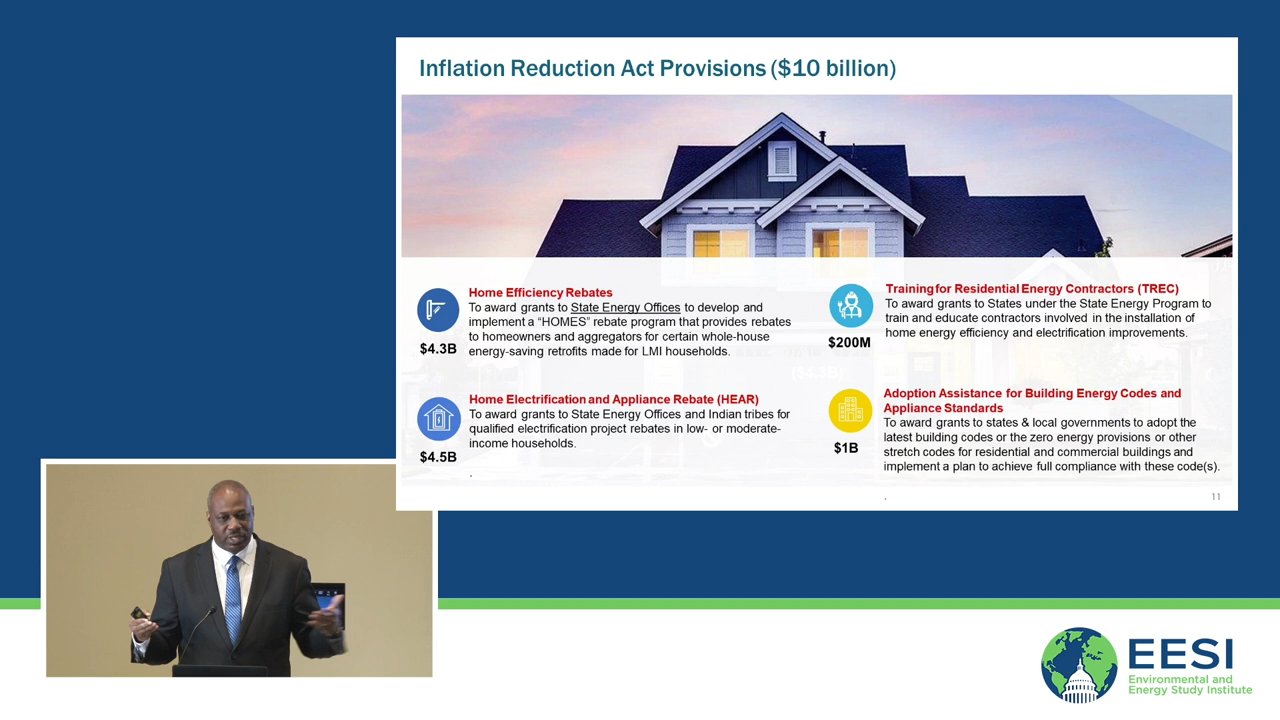 Inflation Reduction Act Provisions ($10 billion)
Home Efficiency Rebates
To award grants to State Energy Offices to develop and
implement a “HOMES” rebate program that provides rebates
to homeowners and aggregators for certain whole-house
energy-saving retrofits made for LMI households.
$4.3B
Home Electrification and Appliance Rebate (HEAR)
To award grants to State Energy Offices and Indian tribes for
qualified electrification project rebates in low- or moderate-
income households.
$4.5B
.
Training for Residential Energy Contractors (TREC)
To award grants to States under the State Energy Program to
train and educate contractors involved in the installation of
home energy efficiency and electrification improvements.
$200M
Adoption Assistance for Building Energy Codes and
Appliance Standards
To award grants to states & local governments to adopt the
latest building codes or the zero energy provisions or other
stretch codes for residential and commercial buildings and
implement a plan to achieve full compliance with these code(s).
$1B
.
11
EESI
Environmental and
Energy Study Institute